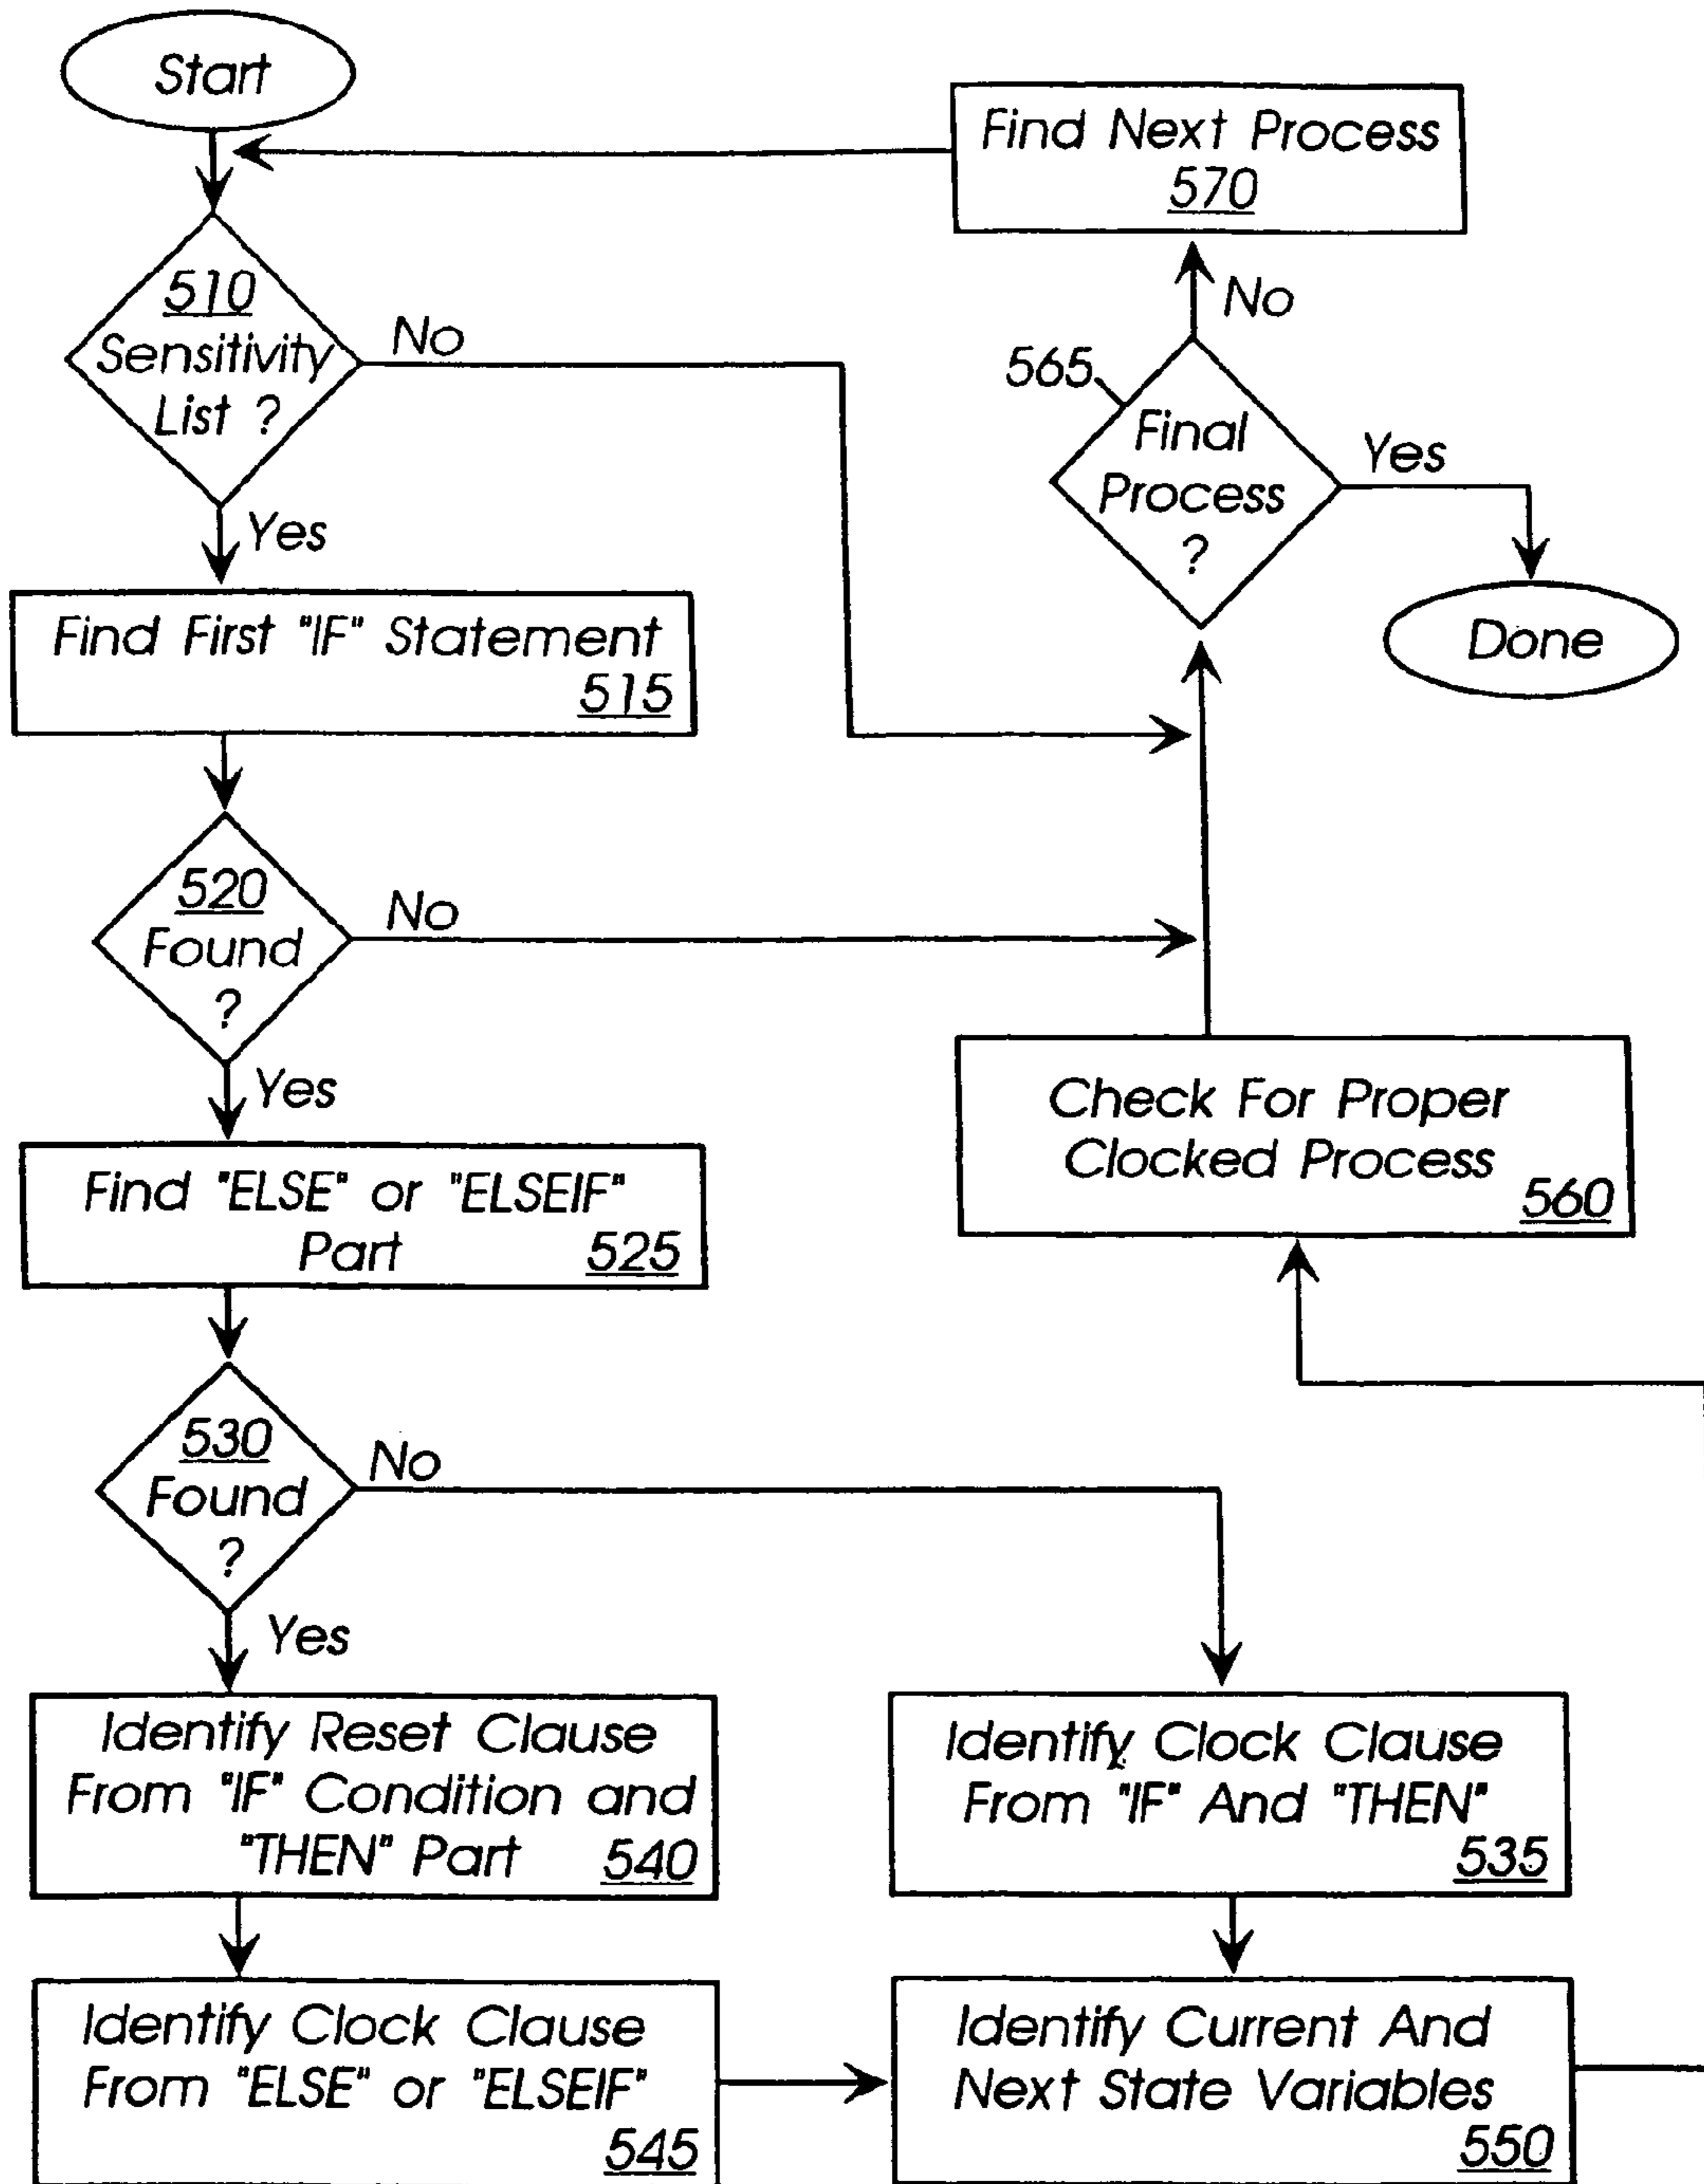 Start
Find Next Process
570
510
Sensitivity
List ?
No
Yes
No
565
Final
Process
?
Yes
Done
Find First "IF" Statement
515
520
Found
?
No
Yes
Find "ELSE" or "ELSEIF"
Part 525
Check For Proper
Clocked Process
560
530
Found
?
No
Yes
Identify Reset Clause
From "IF" Condition and
"THEN" Part 540
Identify Clock Clause
From "IF" And "THEN"
535
Identify Clock Clause
From "ELSE" or "ELSEIF"
545
Identify Current And
Next State Variables
550